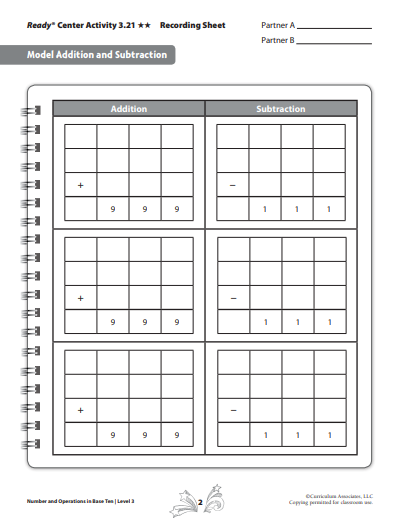 Ready® Center Activity 3.21 ★★ Recording Sheet
Partner A
Partner B
Model Addition and Subtraction
Addition Subtraction
+ −
9 9 9 1 1 1
+ −
9 9 9 1 1 1
+ −
9 9 9 1 1 1
Number and Operations in Base Ten | Level 3
2
©Curriculum Associates, LLC
Copying permitted for classroom use.